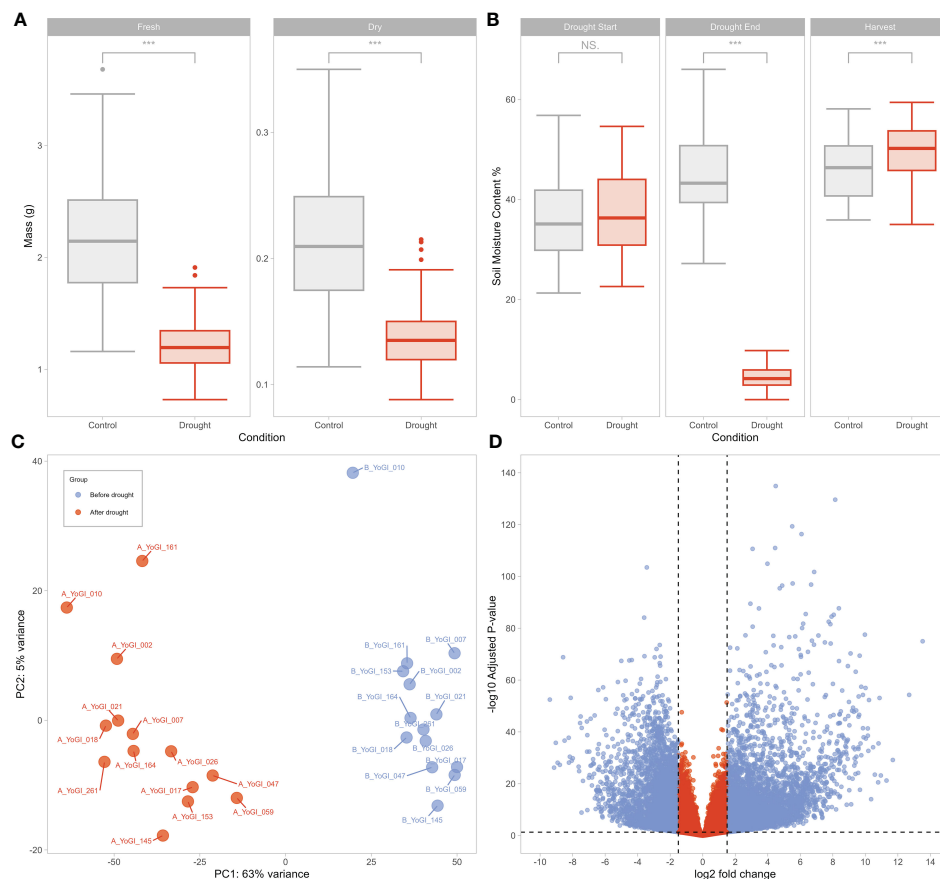 A
Fresh
Dry
***
***
Mass (g)
3
2
1
0.3
0.2
0.1
Control
Drought
Control
Drought
Condition
B
Drought Start
Drought End
Harvest
NS.
***
***
Soil Moisture Content %
60
40
20
0
Control
Drought
Control
Drought
Control
Drought
Condition
C
PC2: 5% variance
40
20
0
-20
Group
Before drought
After drought
B_YoGI_010
A_YoGI_161
A_YoGI_010
A_YoGI_002
A_YoGI_021
A_YoGI_007
A_YoGI_018
A_YoGI_164
A_YoGI_026
A_YoGI_261
A_YoGI_017
A_YoGI_047
A_YoGI_153
A_YoGI_059
A_YoGI_145
B_YoGI_161
B_YoGI_007
B_YoGI_153
B_YoGI_002
B_YoGI_164
B_YoGI_021
B_YoGI_261
B_YoGI_018
B_YoGI_026
B_YoGI_017
B_YoGI_047
B_YoGI_059
B_YoGI_145
-50
-25
0
25
50
PC1: 63% variance
D
-log10 Adjusted P-value
140
120
100
80
60
40
20
0
-10
-8
-6
-4
-2
0
2
4
6
8
10
12
14
log2 fold change